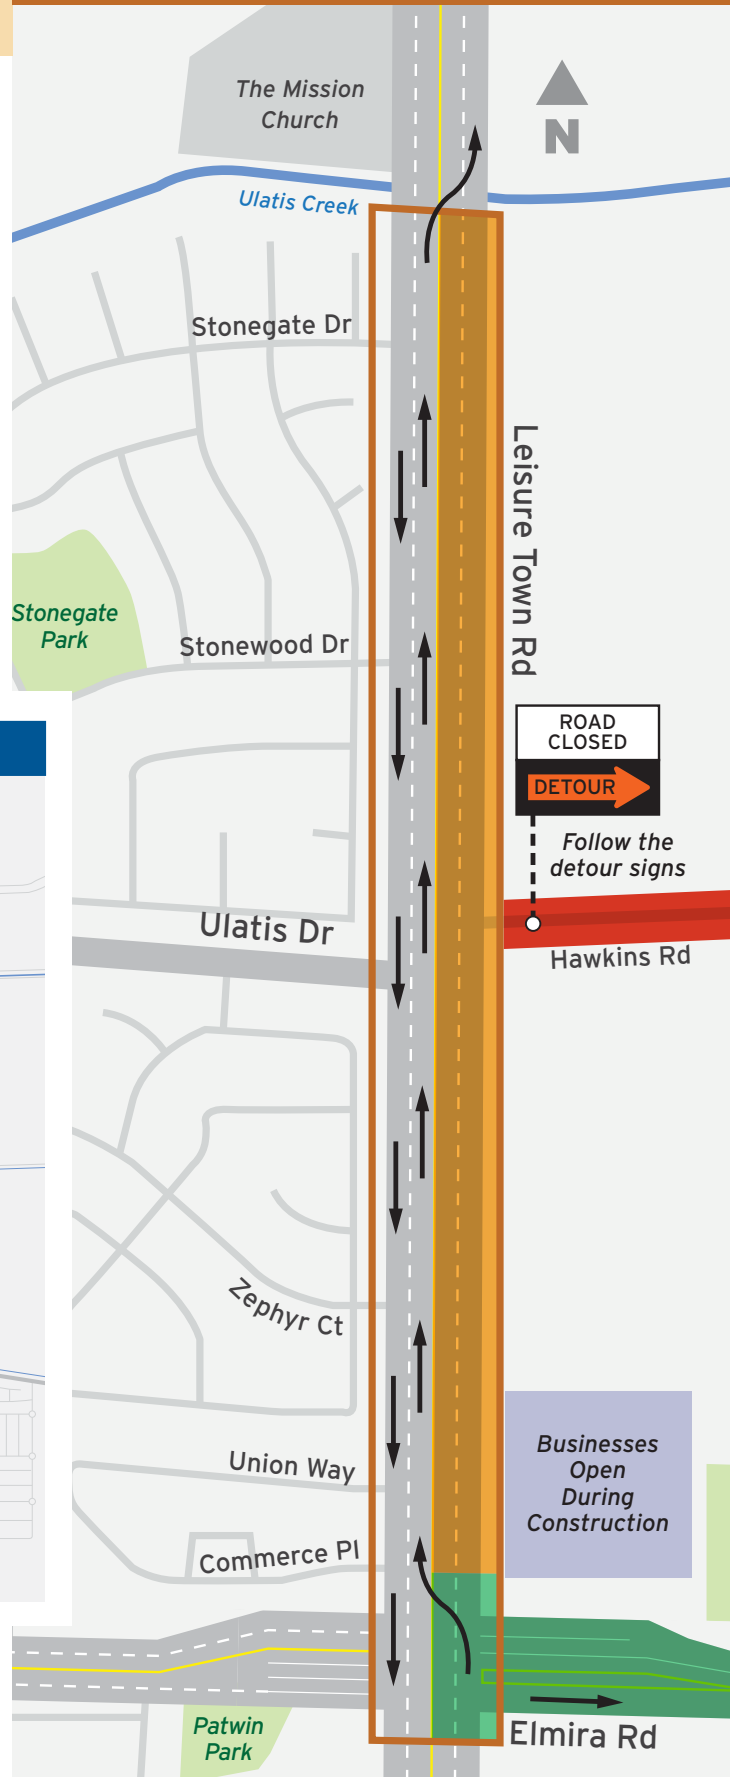 The Mission
Church
N
Ulatis Creek
Stonegate Dr
Leisure Town Rd
Stonegate
Park
Stonewood Dr
ROAD
CLOSED
DETOUR
Follow the
detour signs
Ulatis Dr
Hawkins Rd
Zephyr Ct
Businesses
Open
During
Construction
Union Way
Commerce Pl
Patwin
Park
Elmira Rd